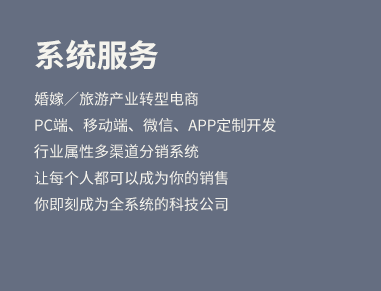 系统服务
婚嫁／旅游产业转型电商
PC端、移动端、微信、APP定制开发
行业属性多渠道分销系统
让每个人都可以成为你的销售
你即刻成为全系统的科技公司